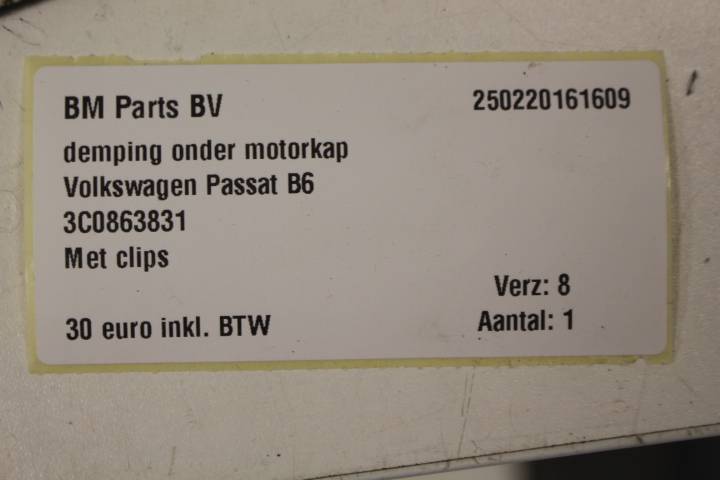 BM Parts BV 250220161609
demping onder motorkap
Volkswagen Passat B6
3C0863831
Met clips
Verz: 8
30 euro inkl. BTW Aantal: 1